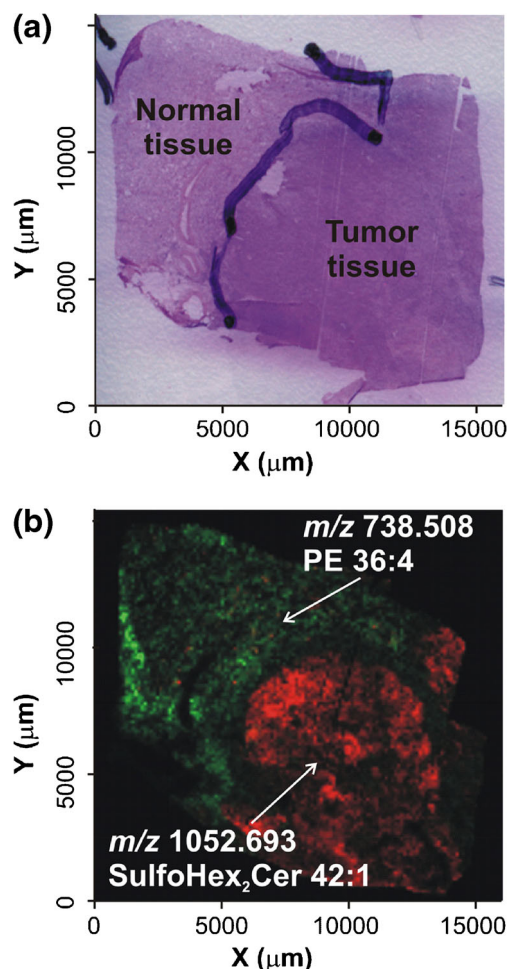 (a)
Normal
tissue
Tumor
tissue
Y (μm)
10000
5000
0
0
5000
10000
15000
X (μm)
(b)
m/z 738.508
PE 36:4
Y (μm)
10000
5000
0
m/z 1052.693
SulfoHex₂Cer 42:1
0
5000
10000
15000
X (μm)